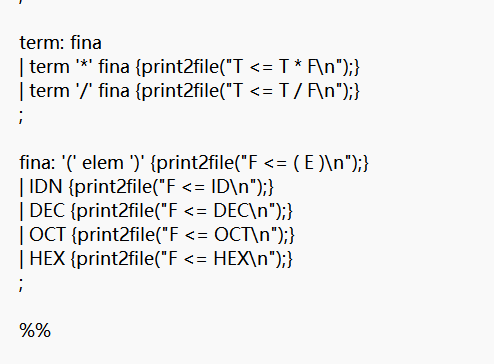 ;
term: fina
| term '*' fina {print2file("T <= T * F\n");}
| term '/' fina {print2file("T <= T / F\n");}
;
fina: '(' elem ')' {print2file("F <= ( E )\n");}
| IDN {print2file("F <= ID\n");}
| DEC {print2file("F <= DEC\n");}
| OCT {print2file("F <= OCT\n");}
| HEX {print2file("F <= HEX\n");}
;
%%